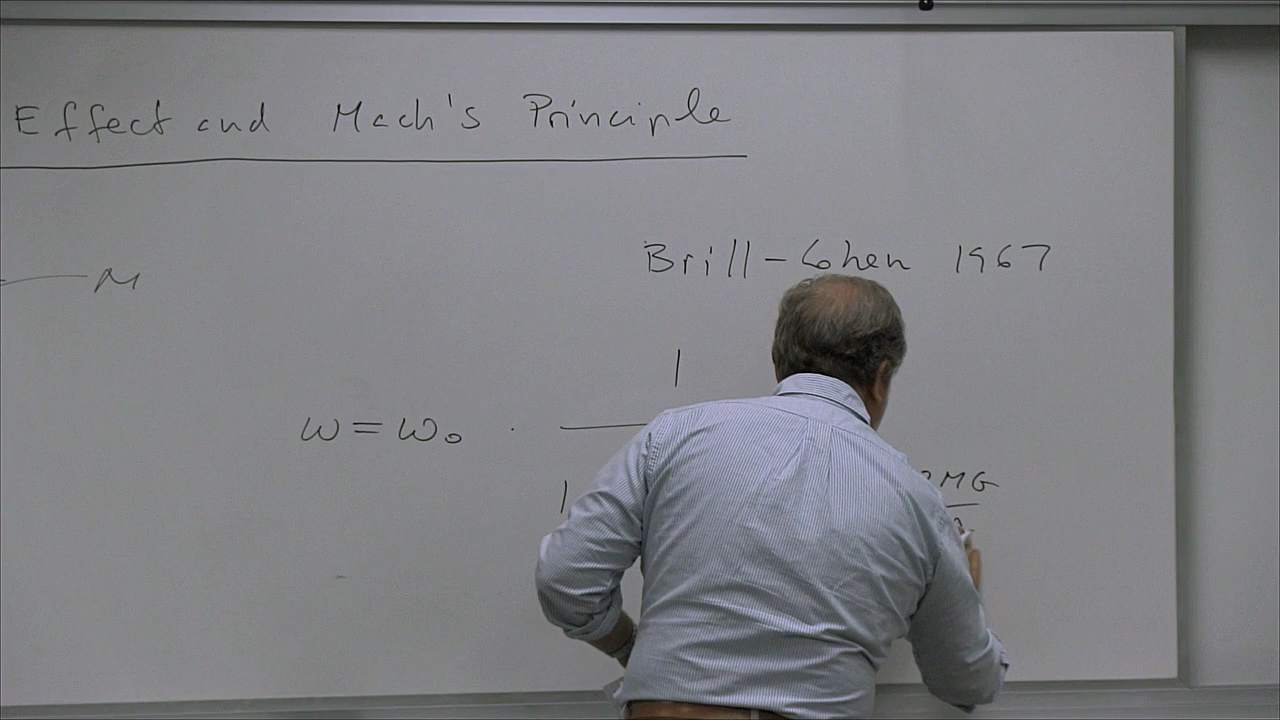 Effect and Mach's Principle
M
Brill-Cohen 1967
1
ω = ω₀ ·
1
MG